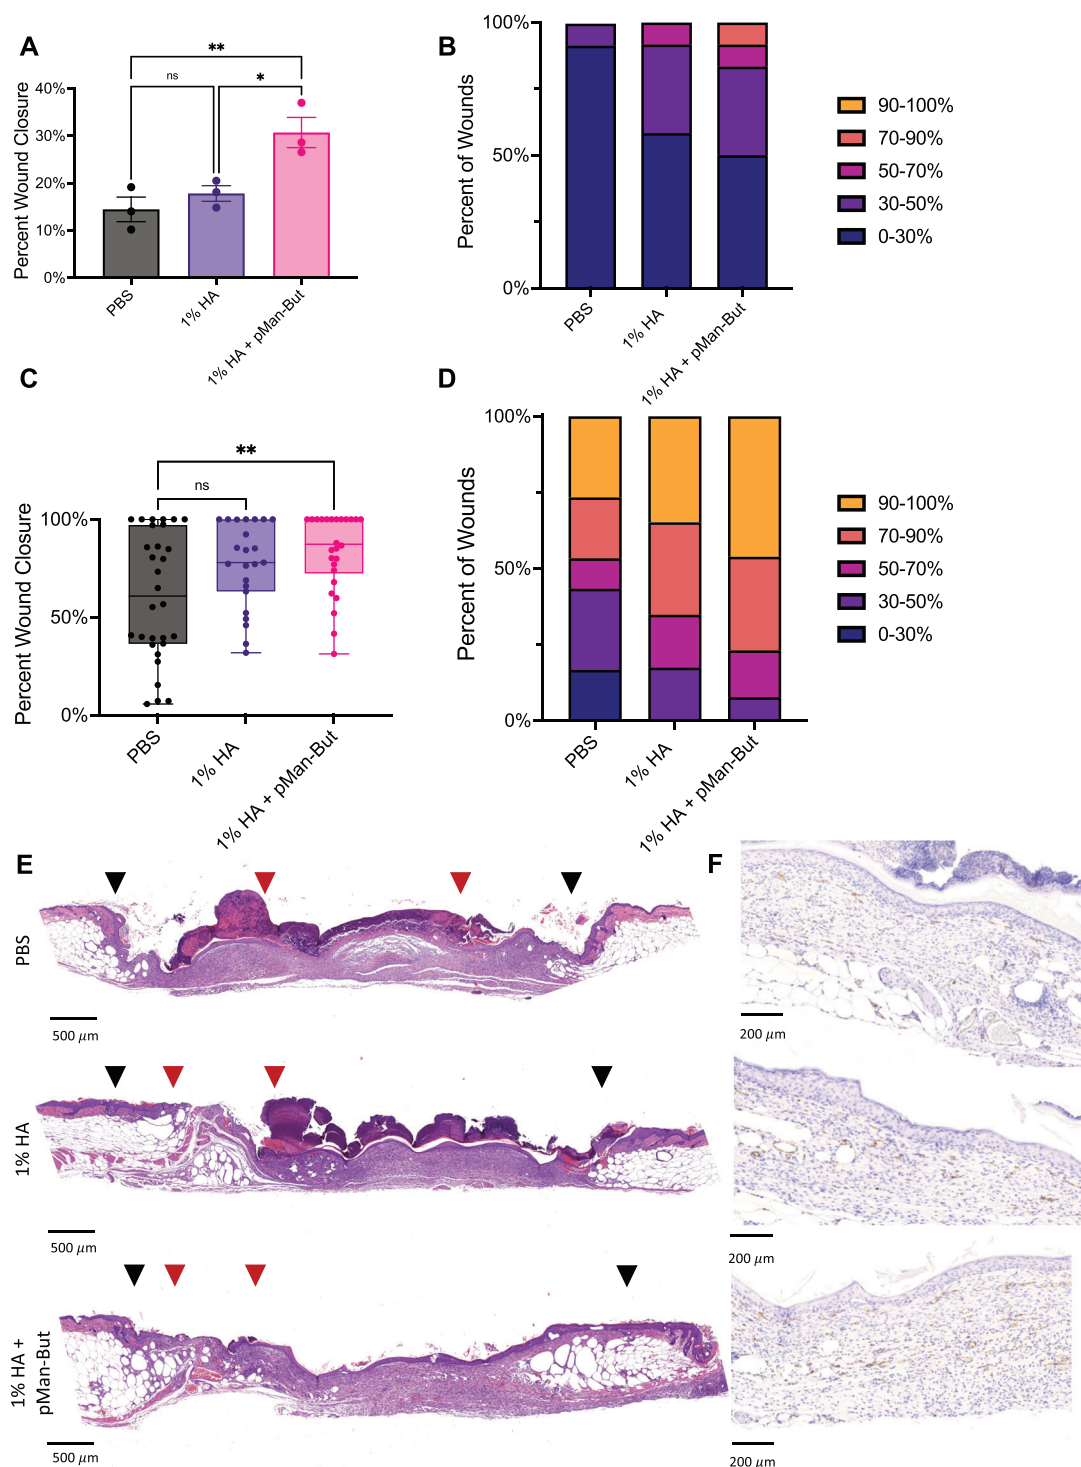 A
Percent Wound Closure
40%
30%
20%
10%
0%
**
ns
*
PBS
1% HA
1% HA + pMan-But
B
Percent of Wounds
100%
50%
0%
PBS
1% HA
1% HA + pMan-But
90-100%
70-90%
50-70%
30-50%
0-30%
C
Percent Wound Closure
100%
50%
0%
**
ns
PBS
1% HA
1% HA + pMan-But
D
Percent of Wounds
100%
50%
0%
PBS
1% HA
1% HA + pMan-But
90-100%
70-90%
50-70%
30-50%
0-30%
E
PBS
500 µm
1% HA
500 µm
1% HA +
pMan-But
500 µm
F
200 µm
200 µm
200 µm